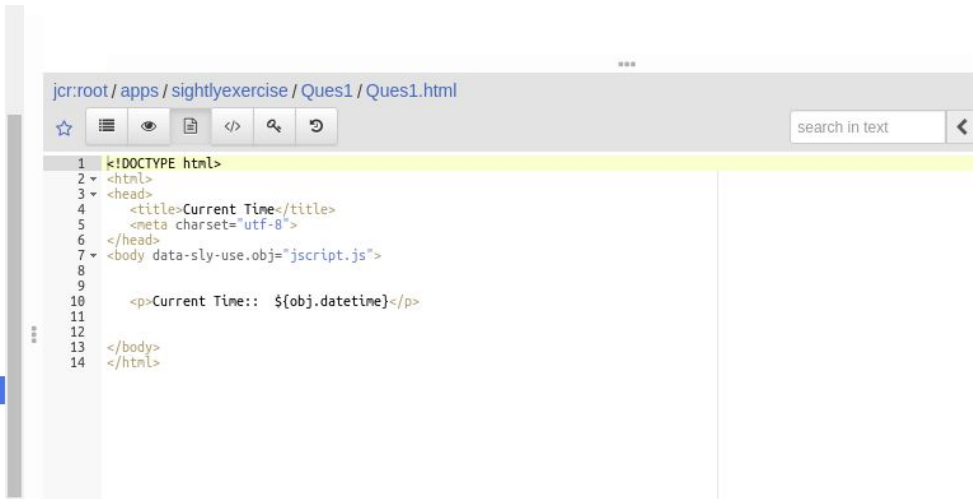 jcr:root / apps / sightlyexercise / Ques1 / Ques1.html
search in text
1 <!DOCTYPE html>
2 <html>
3 <head>
4 <title>Current Time</title>
5 <meta charset="utf-8">
6 </head>
7 <body data-sly-use.obj="jscript.js">
8
9
10 <p>Current Time::  ${obj.datetime}</p>
11
12
13 </body>
14 </html>